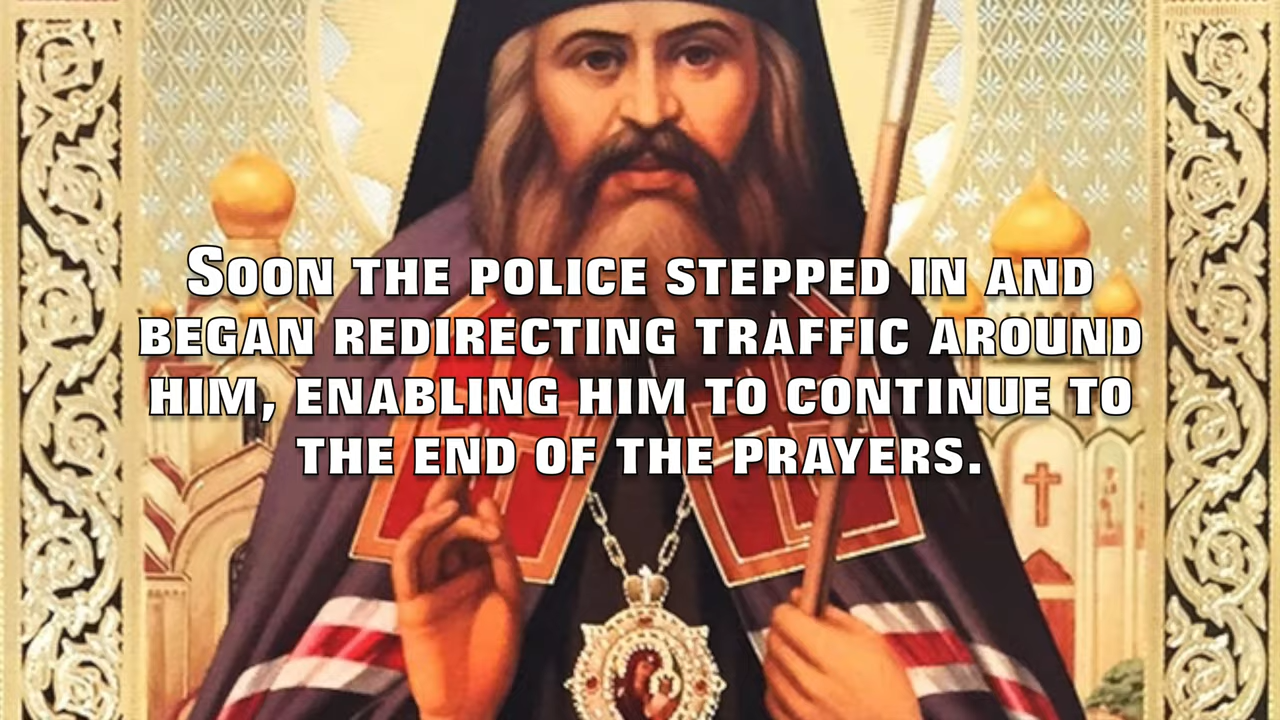 Soon the police stepped in and
began redirecting traffic around
him, enabling him to continue to
the end of the prayers.